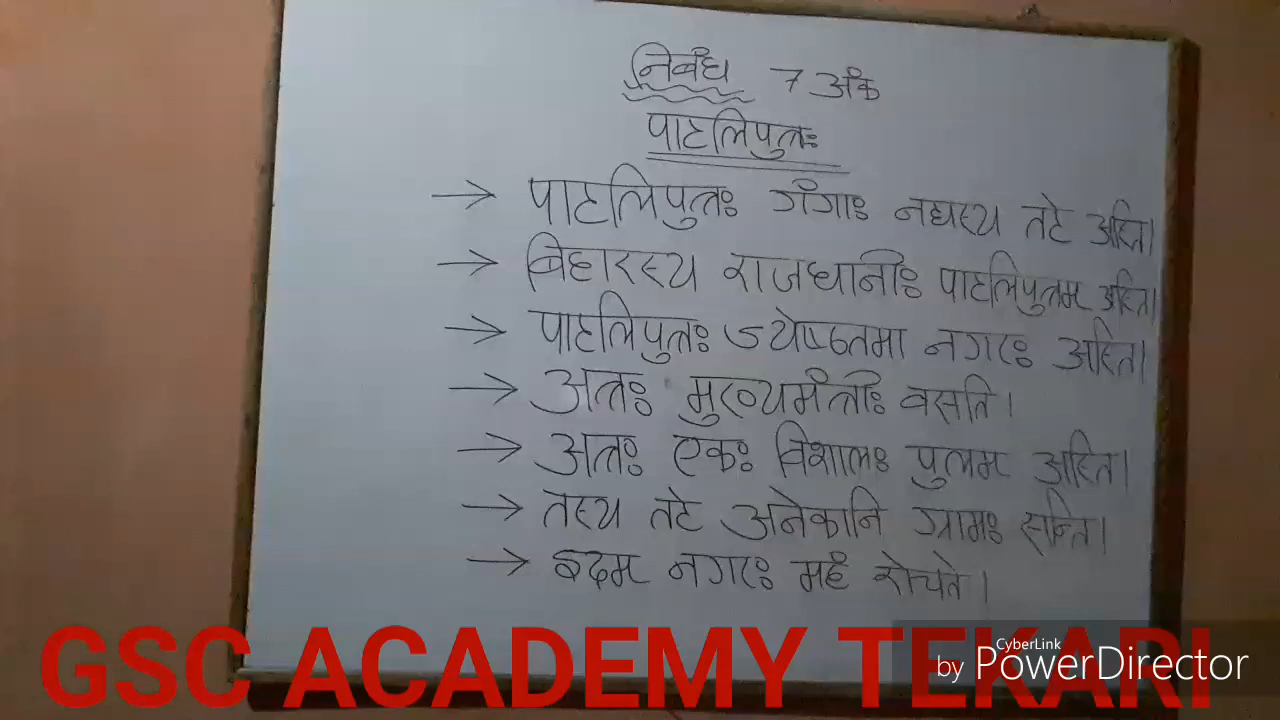 निबंध 7 अंक
पाटलिपुत्रः
→ पाटलिपुत्रः गँगाः नद्यस्य तटे अस्ति।
→ बिहारस्य राजधानीः पाटलिपुत्रम अस्ति।
→ पाटलिपुत्रः ज्येष्ठतमा नगरः अस्ति।
→ अत्रः मुख्यमंत्रीः वसति।
→ अत्रः एकः विशालः पुलम अस्ति।
→ तस्य तटे अनेकानि ग्रामः सन्ति।
→ इदम नगरः महं रोचते।
GSC ACADEMY TEKARI
by CyberLink PowerDirector